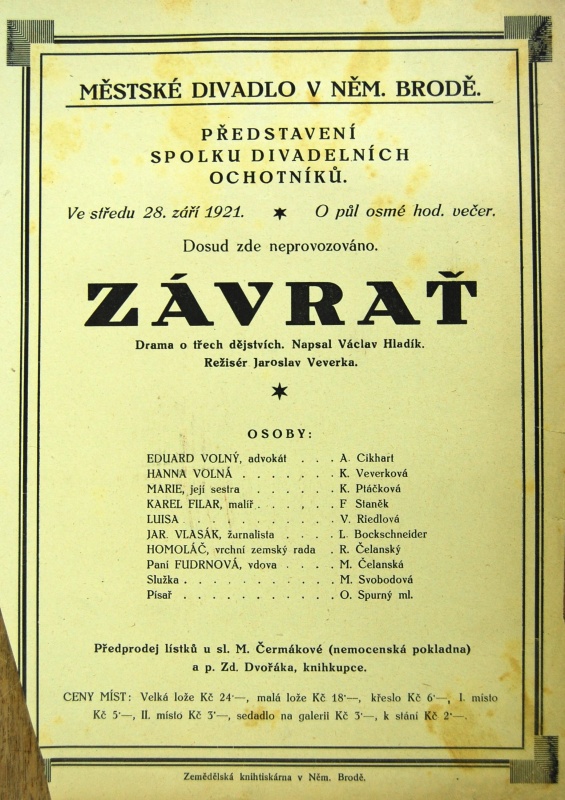 MĚSTSKÉ DIVADLO V NĚM. BRODĚ.
PŘEDSTAVENÍ
SPOLKU DIVADELNÍCH
OCHOTNÍKŮ.
Ve středu 28. září 1921. ✶ O půl osmé hod. večer.
Dosud zde neprovozováno.
ZÁVRAŤ
Drama o třech dějstvích. Napsal Václav Hladík.
Režisér Jaroslav Veverka.
✶
OSOBY:
EDUARD VOLNÝ, advokát . . . A. Cikhart
HANNA VOLNÁ . . . . . . . K. Veverková
MARIE, její sestra . . . . . . K. Ptáčková
KAREL FILAR, malíř . . . . . F Staněk
LUISA . . . . . . . . . . . V. Riedlová
JAR. VLASÁK, žurnalista . . . . L. Bockschneider
HOMOLÁČ, vrchní zemský rada . R. Čelanský
Paní FUDRNOVÁ, vdova . . . . M. Čelanská
Služka . . . . . . . . . . . M. Svobodová
Písař . . . . . . . . . . . O. Spurný ml.
Předprodej lístků u sl. M. Čermákové (nemocenská pokladna)
a p. Zd. Dvořáka, knihkupce.
CENY MÍST: Velká lože Kč 24·—, malá lože Kč 18·—, křeslo Kč 6·—, I. místo
Kč 5·—, II. místo Kč 3·—, sedadlo na galerii Kč 3·—, k stání Kč 2·—.
Zemědělská knihtiskárna v Něm. Brodě.